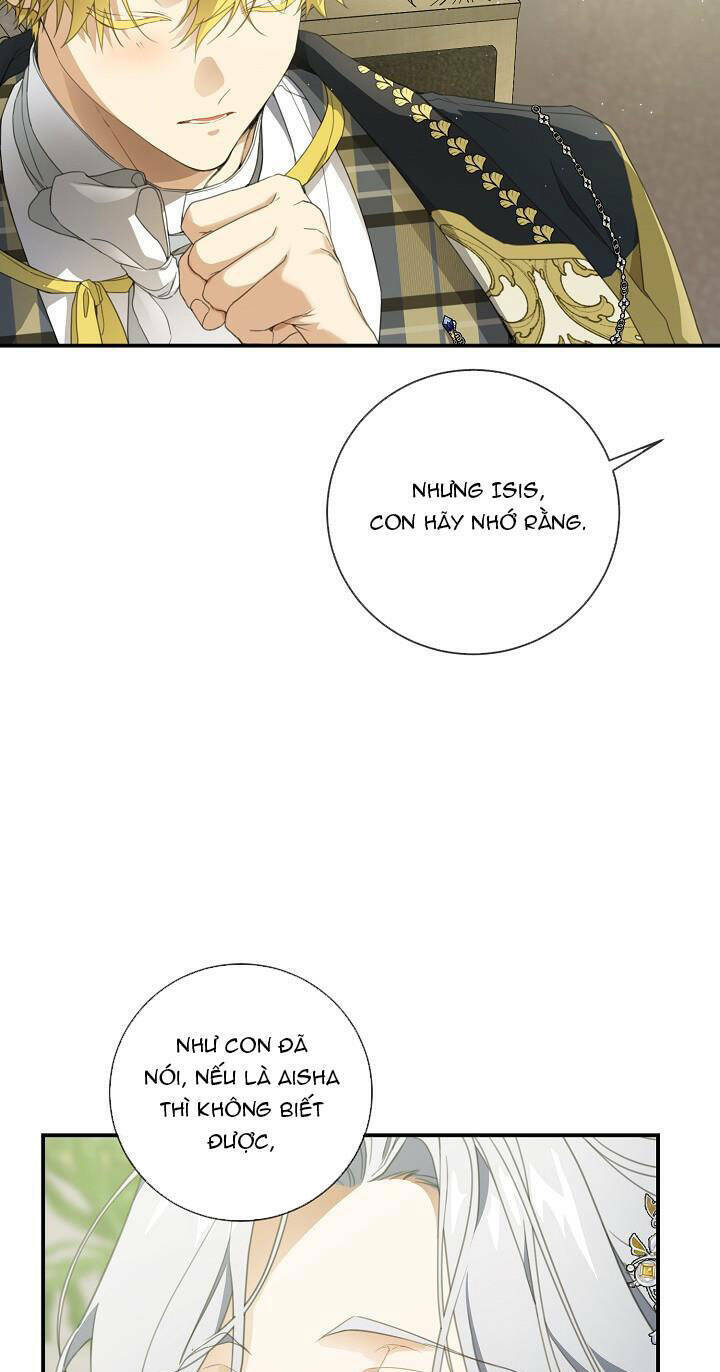 NHƯNG ISIS,
CON HÃY NHỚ RẰNG.
NHƯ CON ĐÃ
NÓI, NẾU LÀ AISHA
THÌ KHÔNG BIẾT
ĐƯỢC,